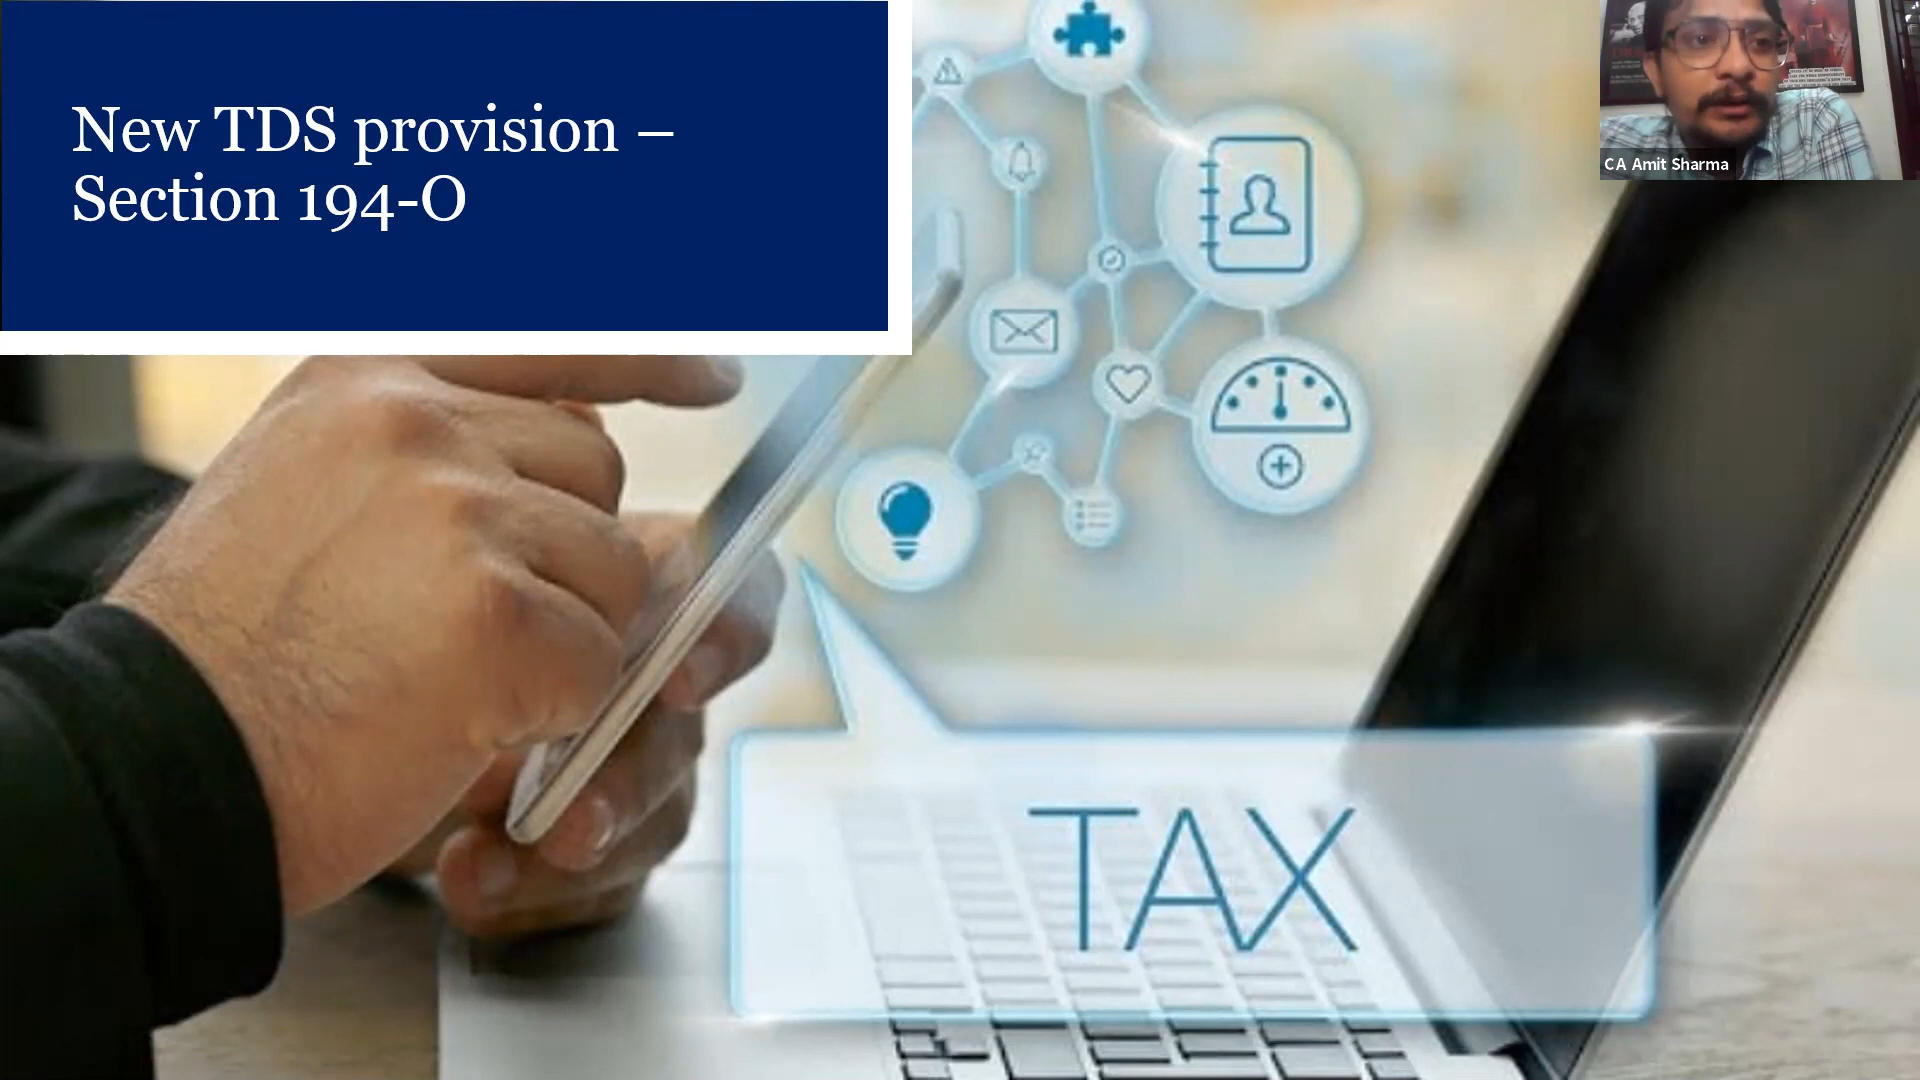 New TDS provision –
Section 194-O
CA Amit Sharma
TAX